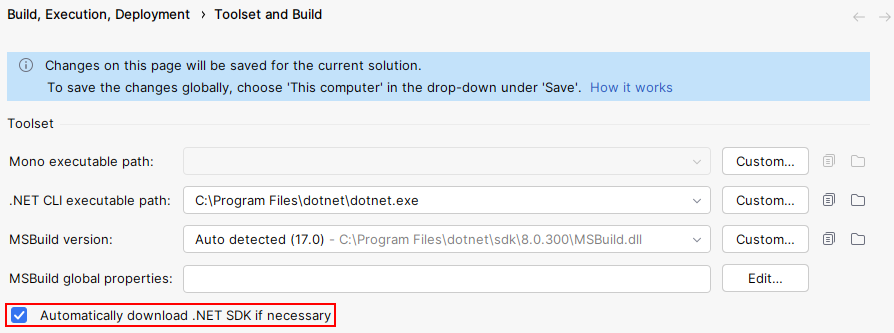 Build, Execution, Deployment › Toolset and Build
Changes on this page will be saved for the current solution.
To save the changes globally, choose 'This computer' in the drop-down under 'Save'. How it works
Toolset
Mono executable path: Custom...
.NET CLI executable path: C:\Program Files\dotnet\dotnet.exe Custom...
MSBuild version: Auto detected (17.0) - C:\Program Files\dotnet\sdk\8.0.300\MSBuild.dll Custom...
MSBuild global properties: Edit...
Automatically download .NET SDK if necessary